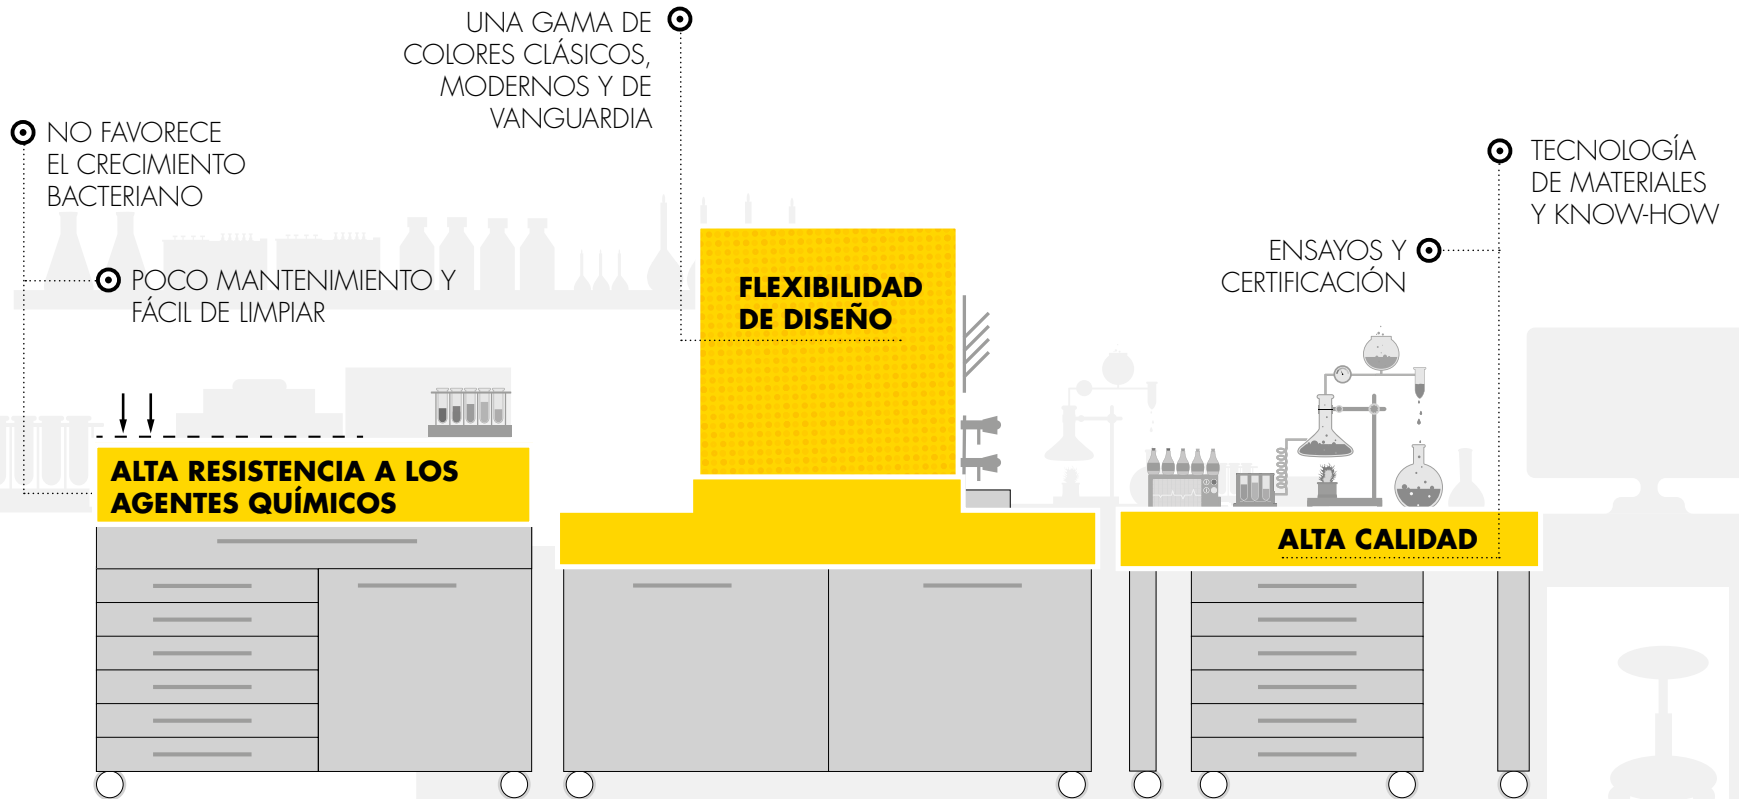 NO FAVORECE
EL CRECIMIENTO
BACTERIANO
POCO MANTENIMIENTO Y
FÁCIL DE LIMPIAR
ALTA RESISTENCIA A LOS
AGENTES QUÍMICOS
UNA GAMA DE
COLORES CLÁSICOS,
MODERNOS Y DE
VANGUARDIA
FLEXIBILIDAD
DE DISEÑO
TECNOLOGÍA
DE MATERIALES
Y KNOW-HOW
ENSAYOS Y
CERTIFICACIÓN
ALTA CALIDAD